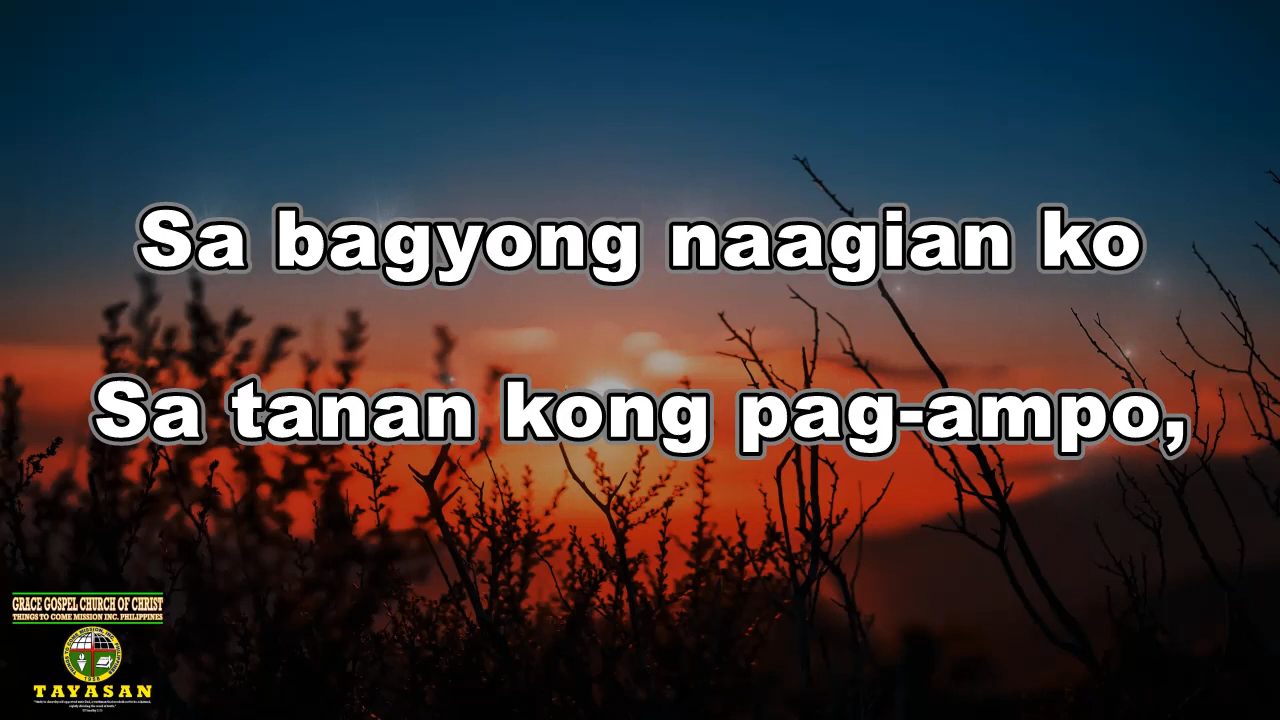 Sa bagyong naagian ko
Sa tanan kong pag-ampo,
GRACE GOSPEL CHURCH OF CHRIST
THINGS TO COME MISSION INC. PHILIPPINES
TAYASAN